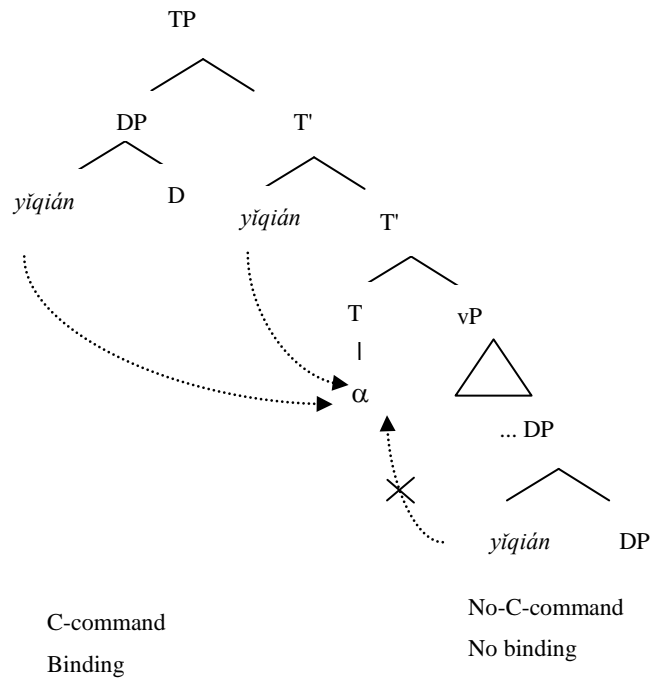 TP
DP T'
yǐqián D yǐqián T'
T vP
α
... DP
yǐqián DP
C-command No-C-command
Binding No binding